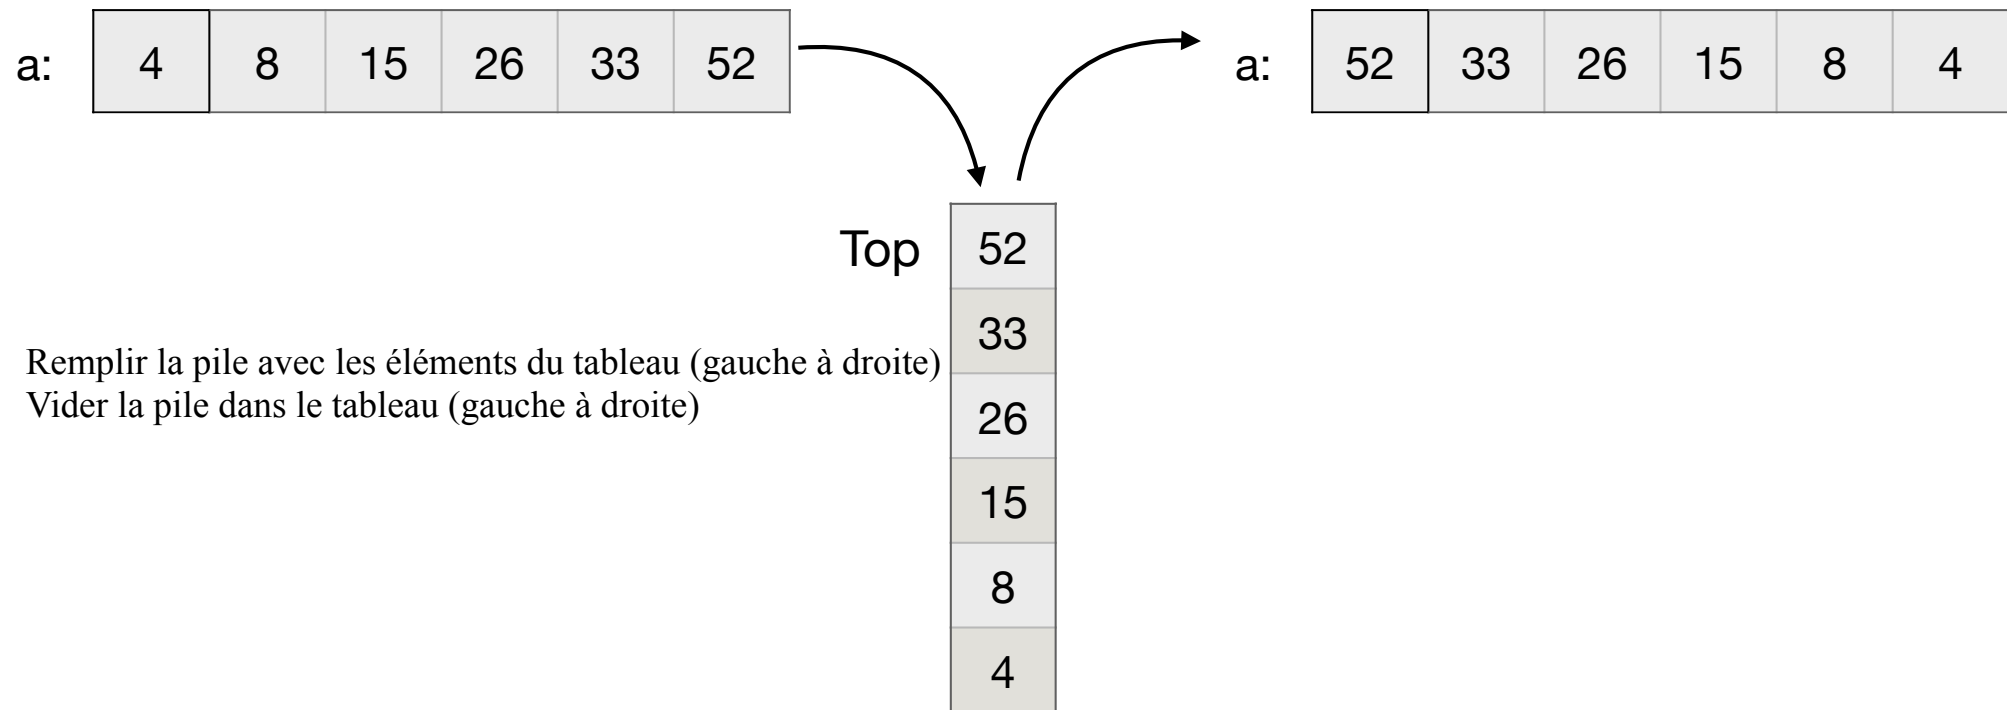 a: 4 8 15 26 33 52
a: 52 33 26 15 8 4
Top 52
33
Remplir la pile avec les éléments du tableau (gauche à droite)
Vider la pile dans le tableau (gauche à droite)
26
15
8
4